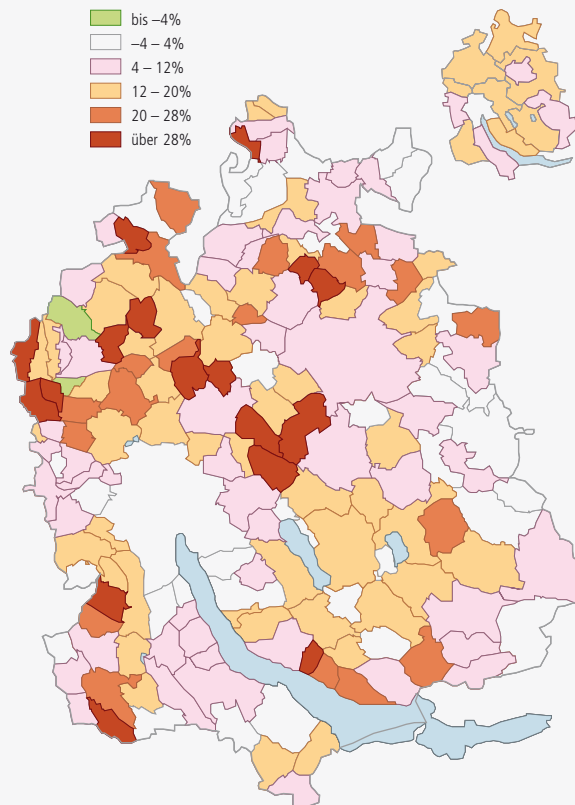 bis –4%
–4 – 4%
4 – 12%
12 – 20%
20 – 28%
über 28%